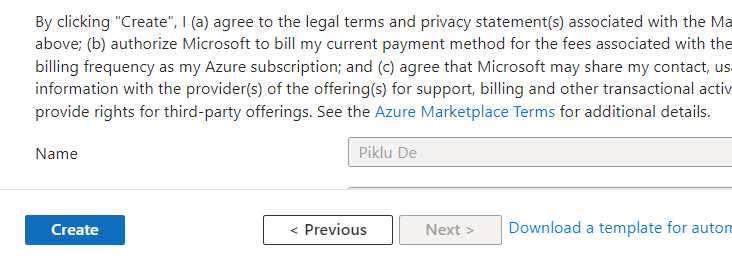 By clicking "Create", I (a) agree to the legal terms and privacy statement(s) associated with the Ma
above; (b) authorize Microsoft to bill my current payment method for the fees associated with the
billing frequency as my Azure subscription; and (c) agree that Microsoft may share my contact, us
information with the provider(s) of the offering(s) for support, billing and other transactional activ
provide rights for third-party offerings. See the Azure Marketplace Terms for additional details.
Name Piklu De
Create < Previous Next > Download a template for autom